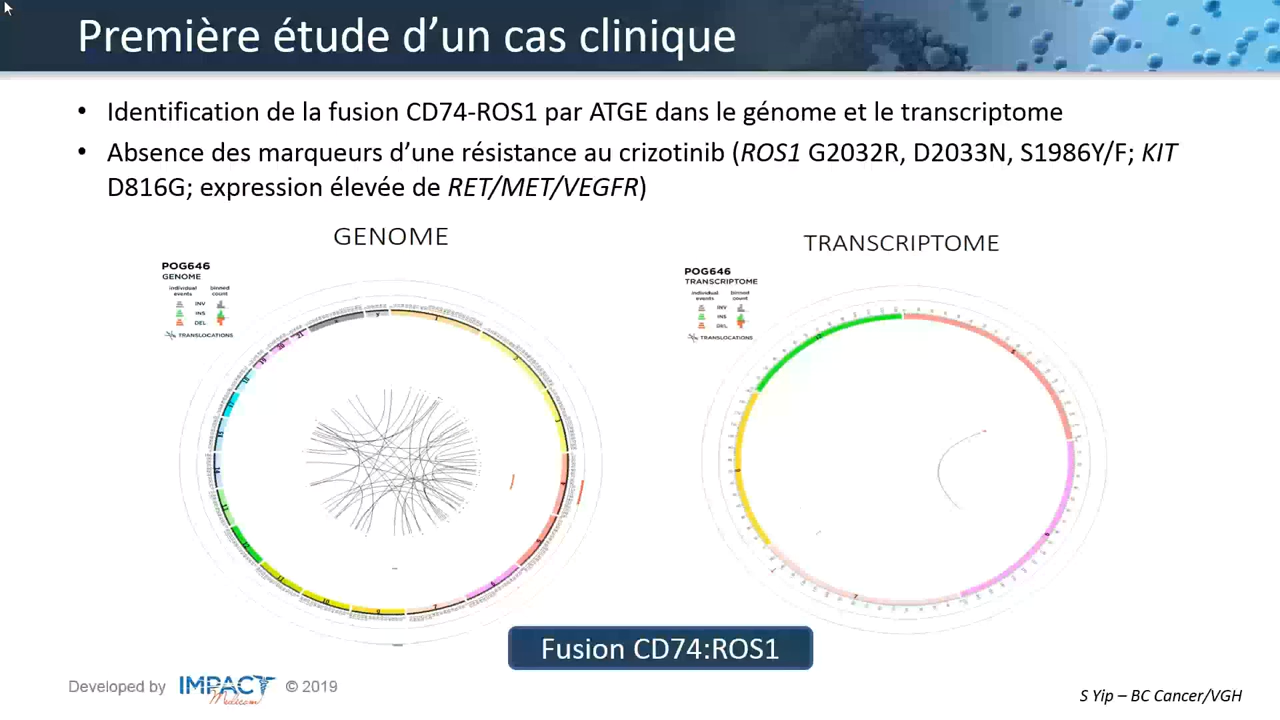 Première étude d’un cas clinique
• Identification de la fusion CD74-ROS1 par ATGE dans le génome et le transcriptome
• Absence des marqueurs d’une résistance au crizotinib (ROS1 G2032R, D2033N, S1986Y/F; KIT
D816G; expression élevée de RET/MET/VEGFR)
GENOME
POG646
GENOME
individual events binned count
INV
INS
DEL
TRANSLOCATIONS
TRANSCRIPTOME
POG646
TRANSCRIPTOME
individual events binned count
INV
INS
DEL
TRANSLOCATIONS
Fusion CD74:ROS1
Developed by IMPACT Medicom © 2019
S Yip – BC Cancer/VGH